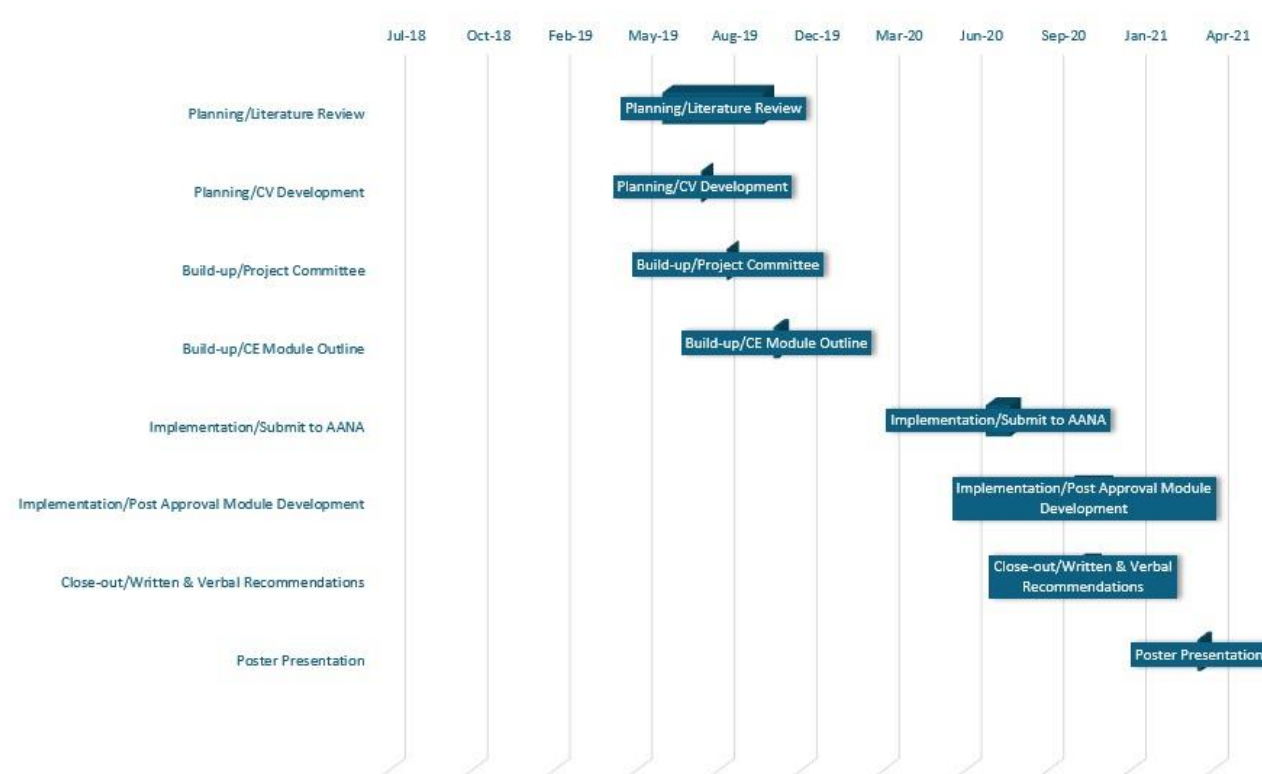 Jul-18 Oct-18 Feb-19 May-19 Aug-19 Dec-19 Mar-20 Jun-20 Sep-20 Jan-21 Apr-21
Planning/Literature Review
Planning/Literature Review
Planning/CV Development
Planning/CV Development
Build-up/Project Committee
Build-up/Project Committee
Build-up/CE Module Outline
Build-up/CE Module Outline
Implementation/Submit to AANA
Implementation/Submit to AANA
Implementation/Post Approval Module Development
Implementation/Post Approval Module
Development
Close-out/Written & Verbal Recommendations
Close-out/Written & Verbal
Recommendations
Poster Presentation
Poster Presentation